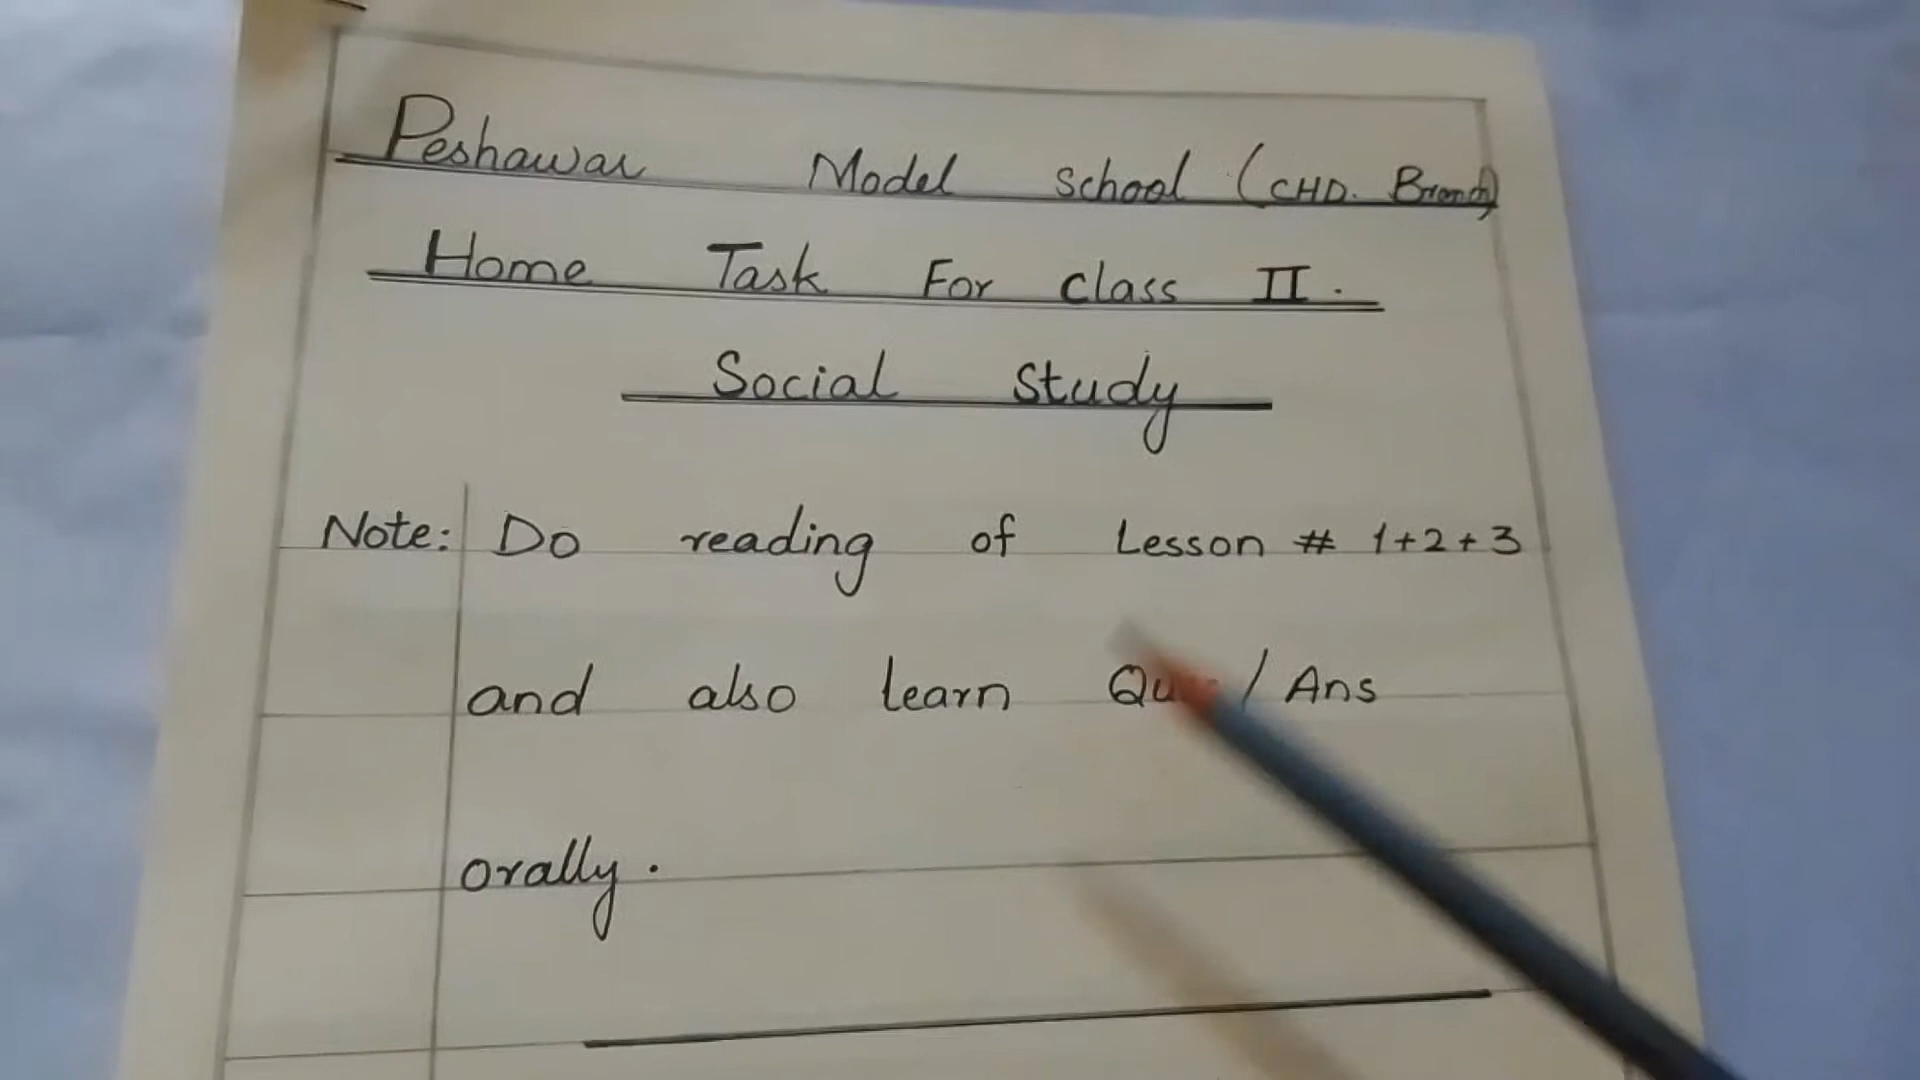 Peshawar Model School (CHD. Branch)
Home Task For class II.
Social Study
Note: Do reading of Lesson # 1+2+3
and also learn / Ans
orally.